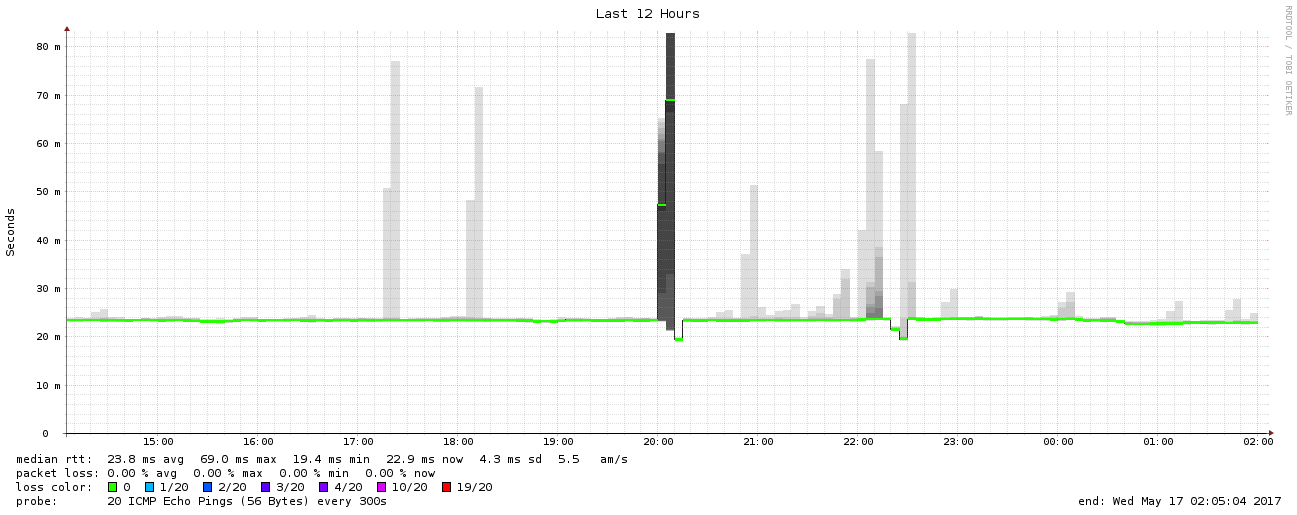 Last 12 Hours
RRDTOOL / TOBI OETIKER
Seconds
80 m
70 m
60 m
50 m
40 m
30 m
20 m
10 m
0
15:00 16:00 17:00 18:00 19:00 20:00 21:00 22:00 23:00 00:00 01:00 02:00
median rtt: 23.8 ms avg 69.0 ms max 19.4 ms min 22.9 ms now 4.3 ms sd 5.5 am/s
packet loss: 0.00 % avg 0.00 % max 0.00 % min 0.00 % now
loss color: 0 1/20 2/20 3/20 4/20 10/20 19/20
probe: 20 ICMP Echo Pings (56 Bytes) every 300s end: Wed May 17 02:05:04 2017